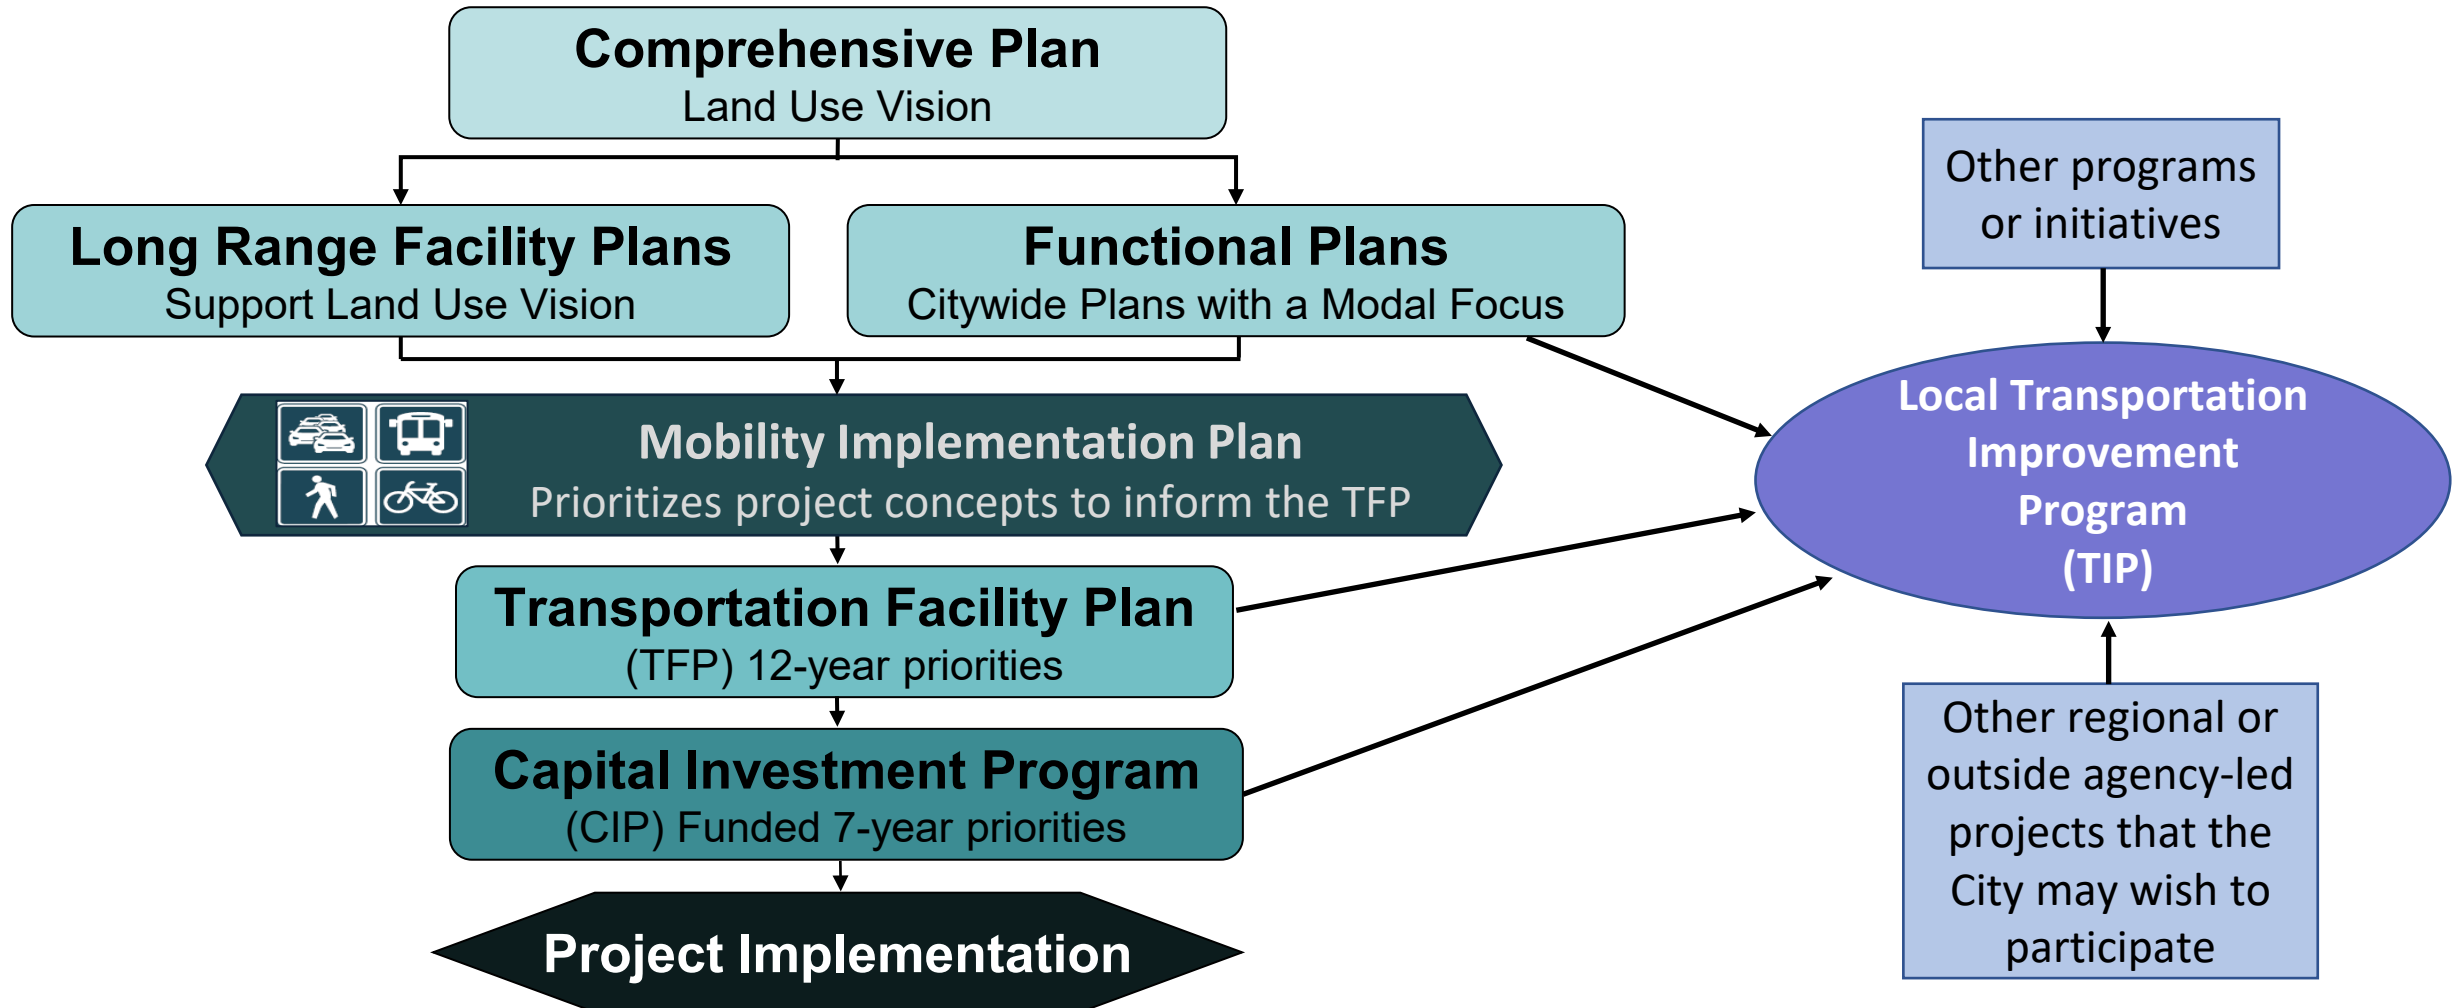 Comprehensive Plan
Land Use Vision
Long Range Facility Plans
Support Land Use Vision
Functional Plans
Citywide Plans with a Modal Focus
Mobility Implementation Plan
Prioritizes project concepts to inform the TFP
Transportation Facility Plan
(TFP) 12-year priorities
Capital Investment Program
(CIP) Funded 7-year priorities
Project Implementation
Other programs
or initiatives
Local Transportation
Improvement
Program
(TIP)
Other regional or
outside agency-led
projects that the
City may wish to
participate